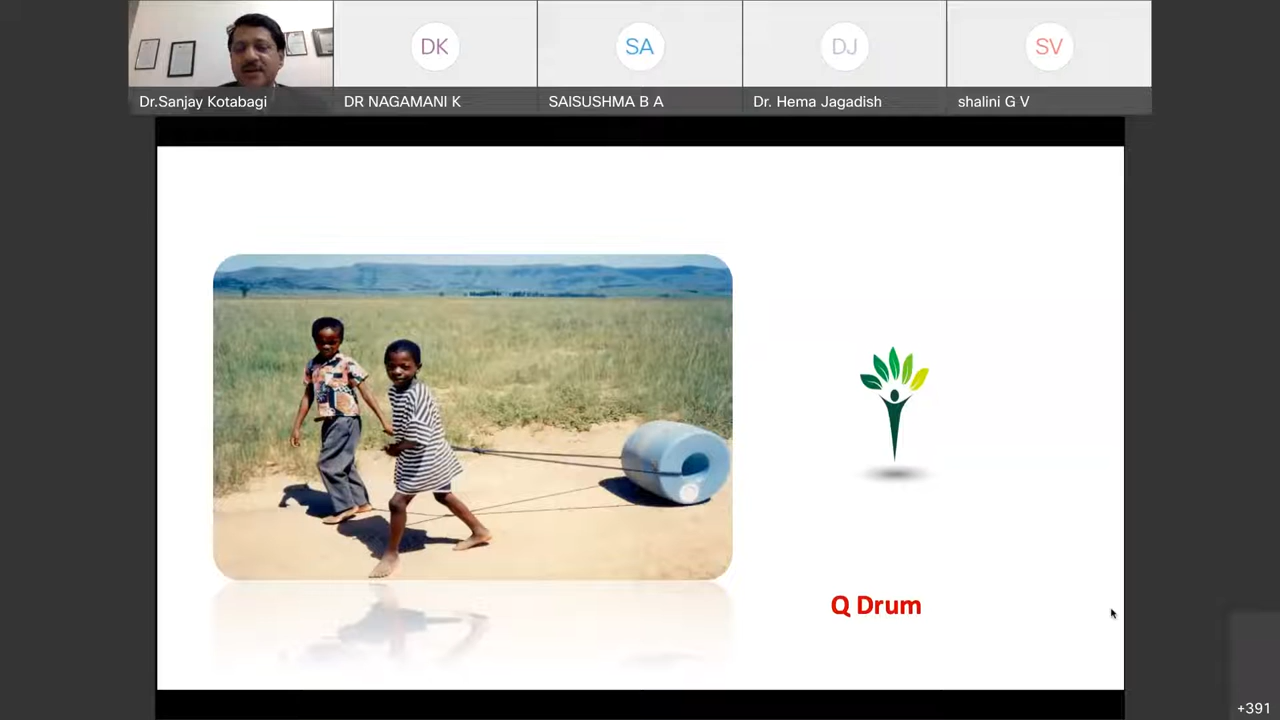 DK
SA
DJ
SV
Dr.Sanjay Kotabagi
DR NAGAMANI K
SAISUSHMA B A
Dr. Hema Jagadish
shalini G V
Q Drum
+391